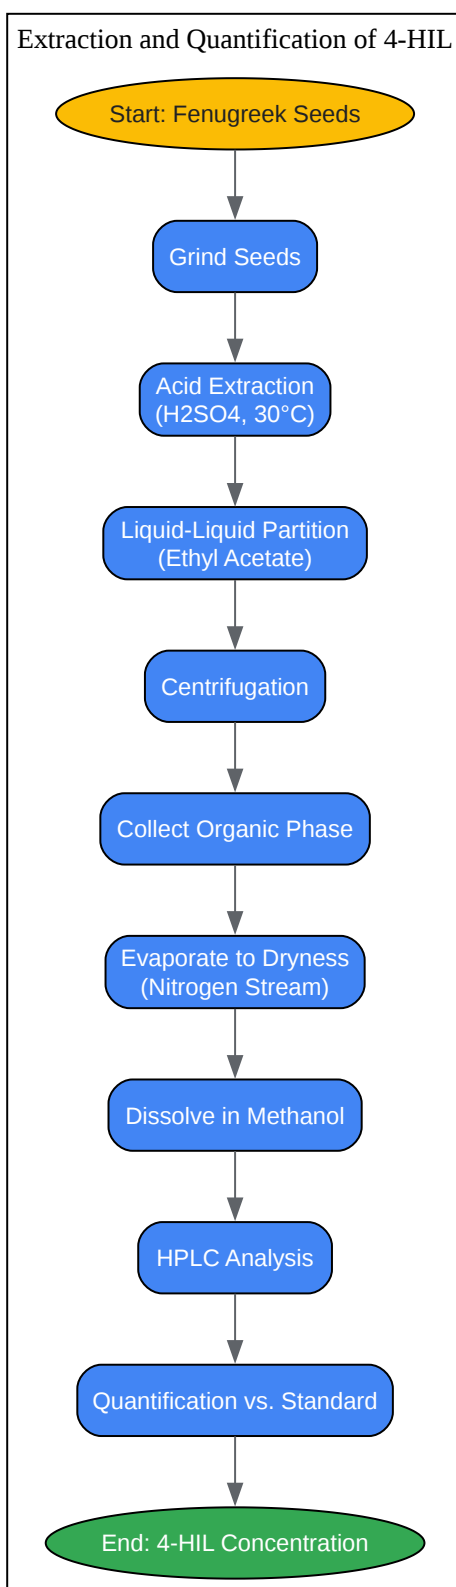 Extraction and Quantification of 4-HIL
Start: Fenugreek Seeds
Grind Seeds
Acid Extraction
(H2SO4, 30°C)
Liquid-Liquid Partition
(Ethyl Acetate)
Centrifugation
Collect Organic Phase
Evaporate to Dryness
(Nitrogen Stream)
Dissolve in Methanol
HPLC Analysis
Quantification vs. Standard
End: 4-HIL Concentration